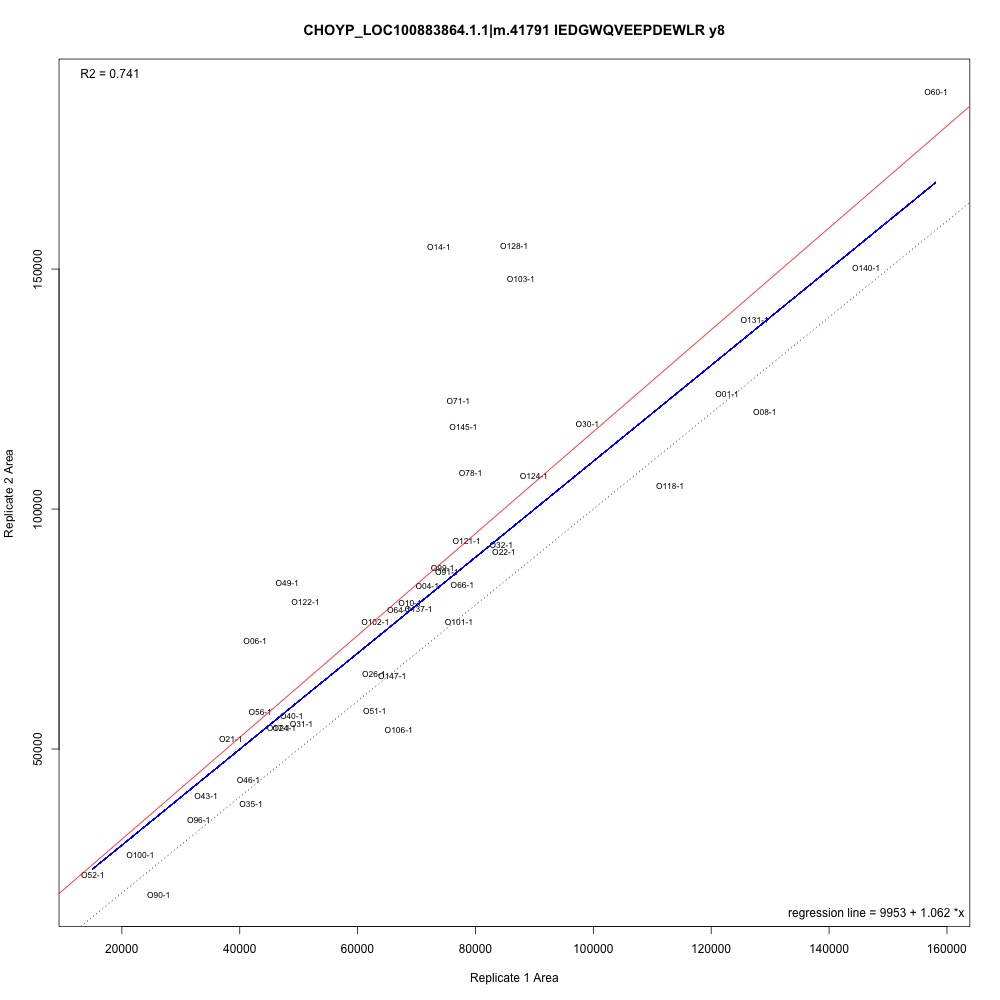 CHOYP_LOC100883864.1.1|m.41791 IEDGWQVEEPDEWLR y8
R2 = 0.741
O60-1
O14-1
O128-1
O103-1
O140-1
O131-1
O01-1
O71-1
O08-1
O30-1
O145-1
O78-1
O124-1
O118-1
O121-1
O32-1
O22-1
O91-1
O49-1
O04-1
O66-1
O122-1
O10-1
O64-1
O137-1
O102-1
O101-1
O06-1
O26-1
O147-1
O56-1
O51-1
O40-1
O31-1
O106-1
O21-1
O46-1
O43-1
O35-1
O96-1
O100-1
O52-1
O90-1
regression line = 9953 + 1.062 *x
150000
100000
50000
Replicate 2 Area
20000 40000 60000 80000 100000 120000 140000 160000
Replicate 1 Area